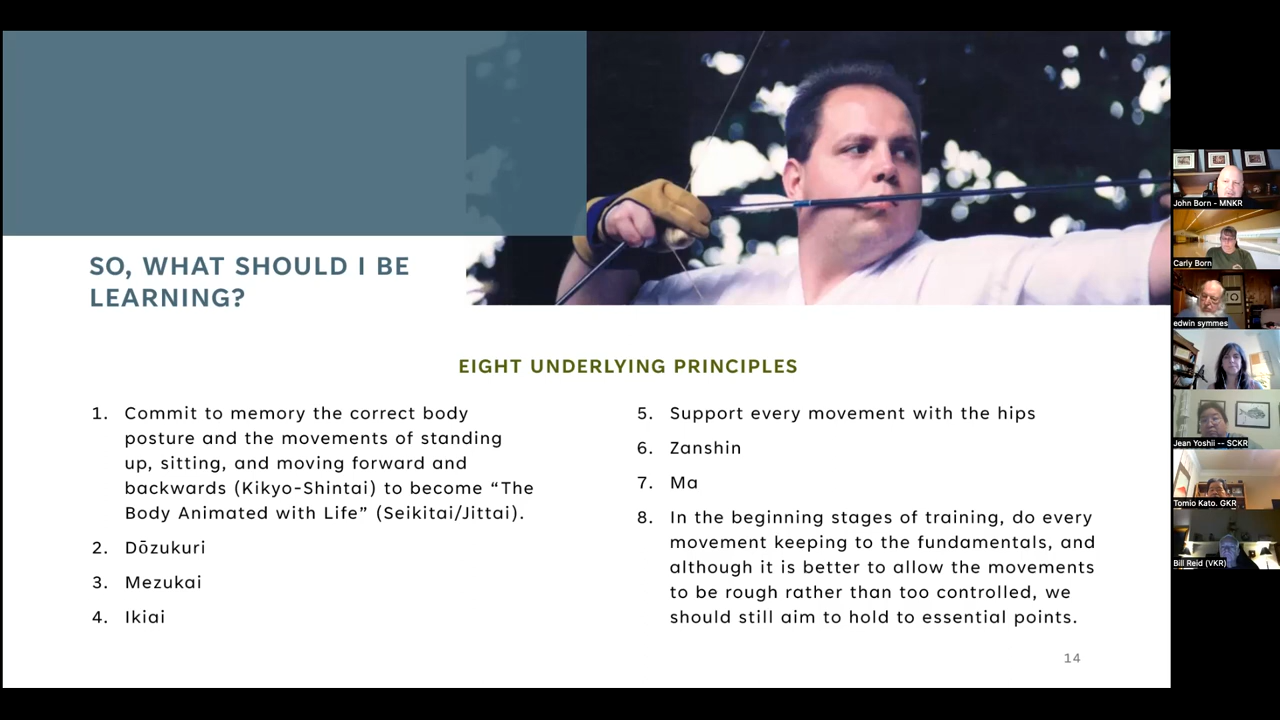 SO, WHAT SHOULD I BE
LEARNING?
EIGHT UNDERLYING PRINCIPLES
1. Commit to memory the correct body
posture and the movements of standing
up, sitting, and moving forward and
backwards (Kikyo-Shintai) to become “The
Body Animated with Life” (Seikitai/Jittai).
2. Dōzukuri
3. Mezukai
4. Ikiai
5. Support every movement with the hips
6. Zanshin
7. Ma
8. In the beginning stages of training, do every
movement keeping to the fundamentals, and
although it is better to allow the movements
to be rough rather than too controlled, we
should still aim to hold to essential points.
14
John Born - MNKR
Carly Born
edwin symmes
Jean Yoshii -- SCKR
Tomio Kato. GKR
Bill Reid (VKR)